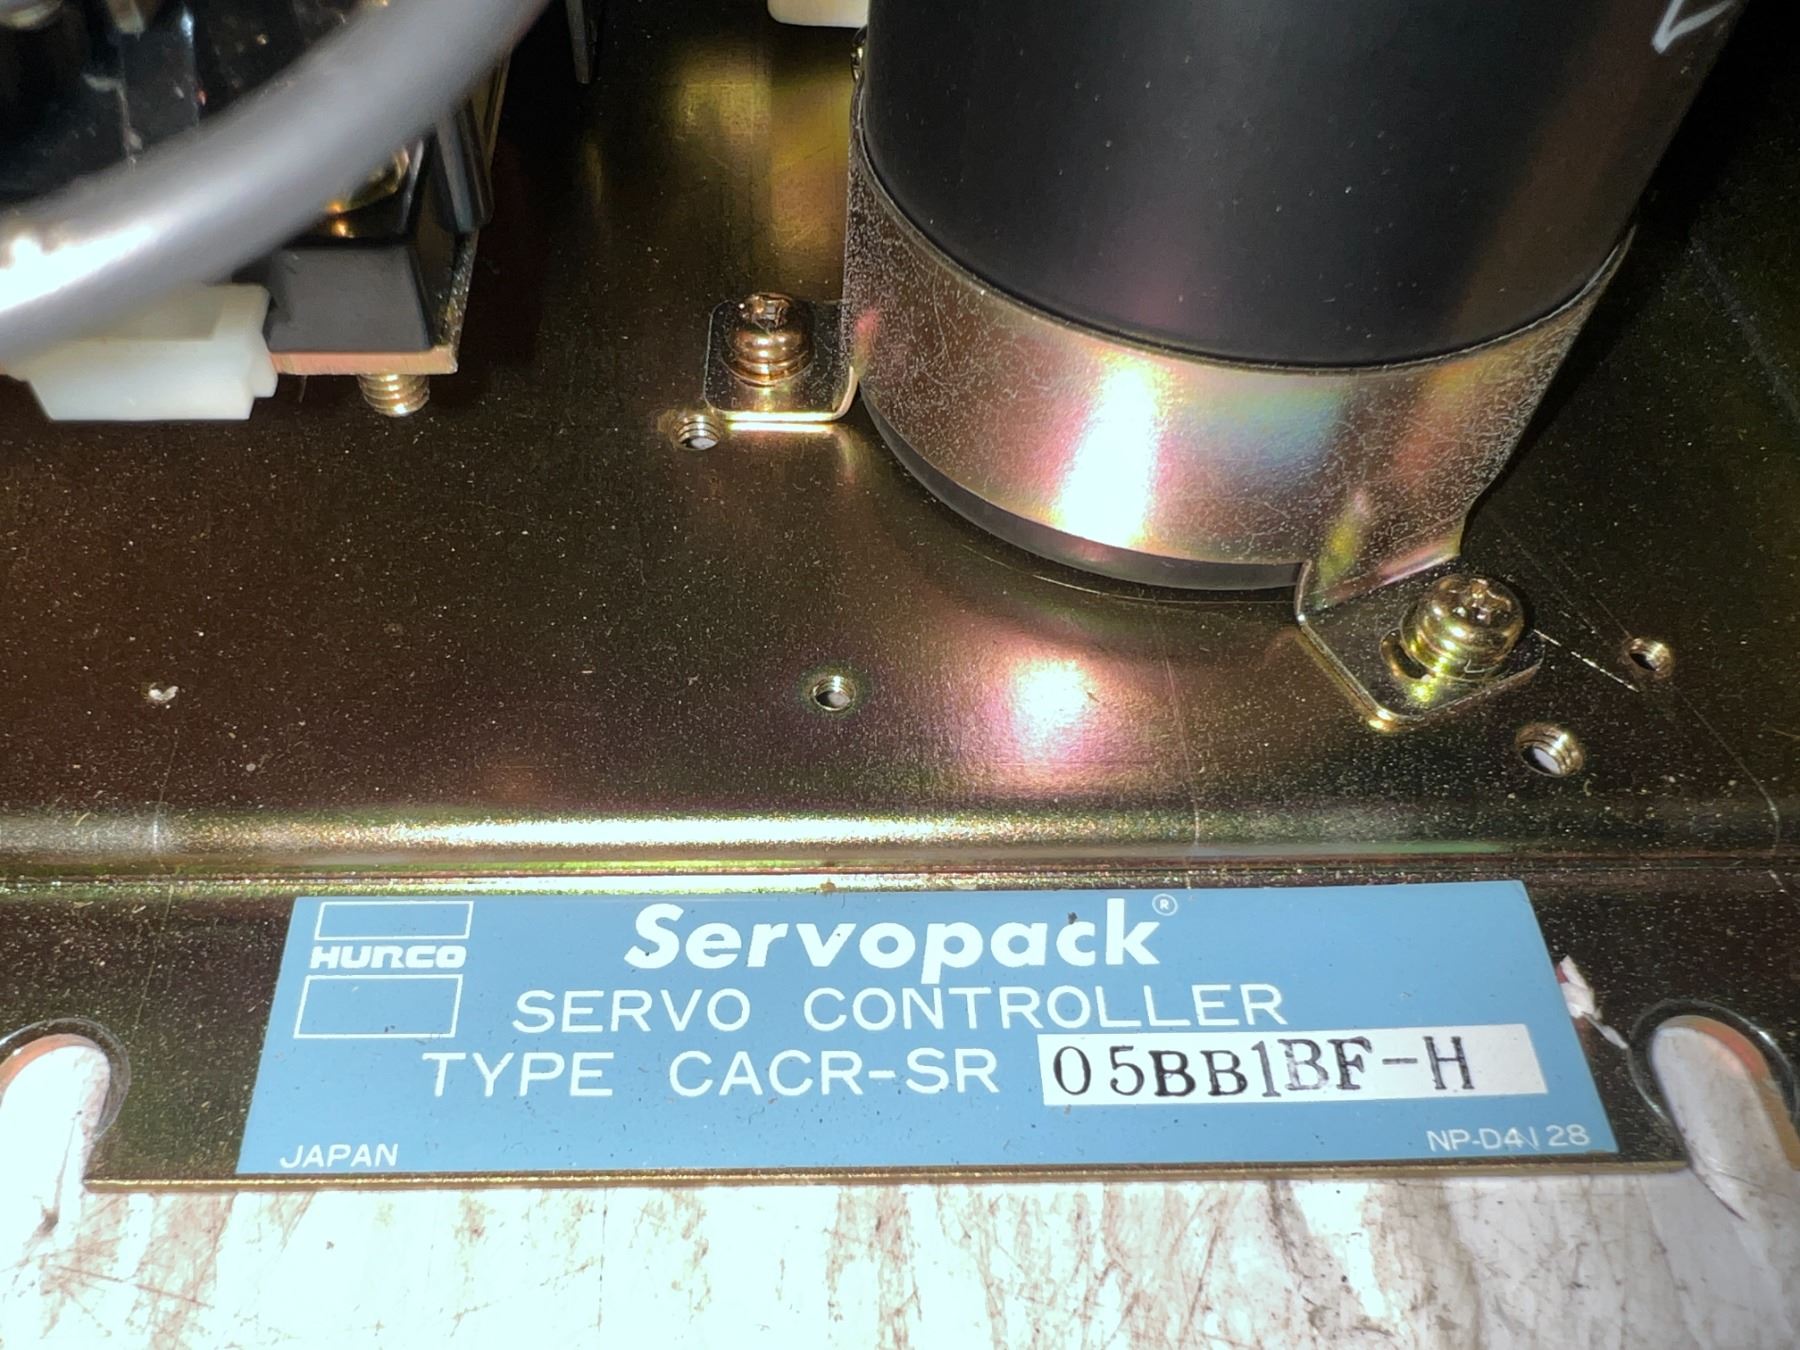 HURCO
Servopack®
SERVO CONTROLLER
TYPE CACR-SR 05BB1BF-H
JAPAN
NP-D4128